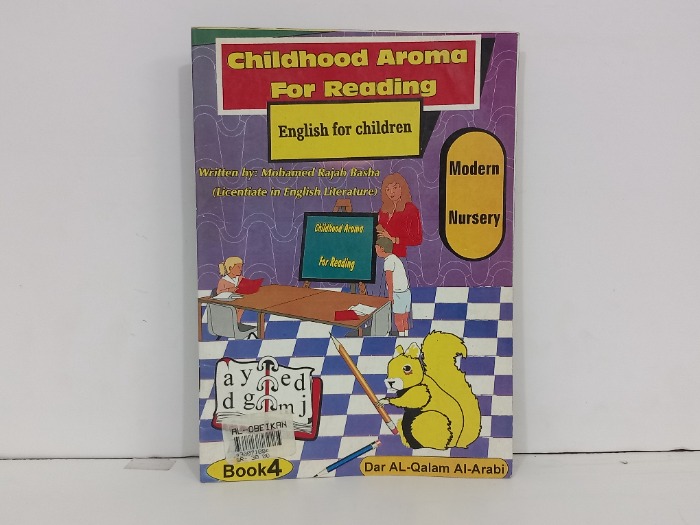 Childhood Aroma
For Reading
English for children
Written by: Mohamed Rajab Basha
(Licentiate in English Literature)
Modern
Nursery
Childhood Aroma
For Reading
a y e d
d g m j
AL-OBEIKAN
Book4
Dar AL-Qalam Al-Arabi